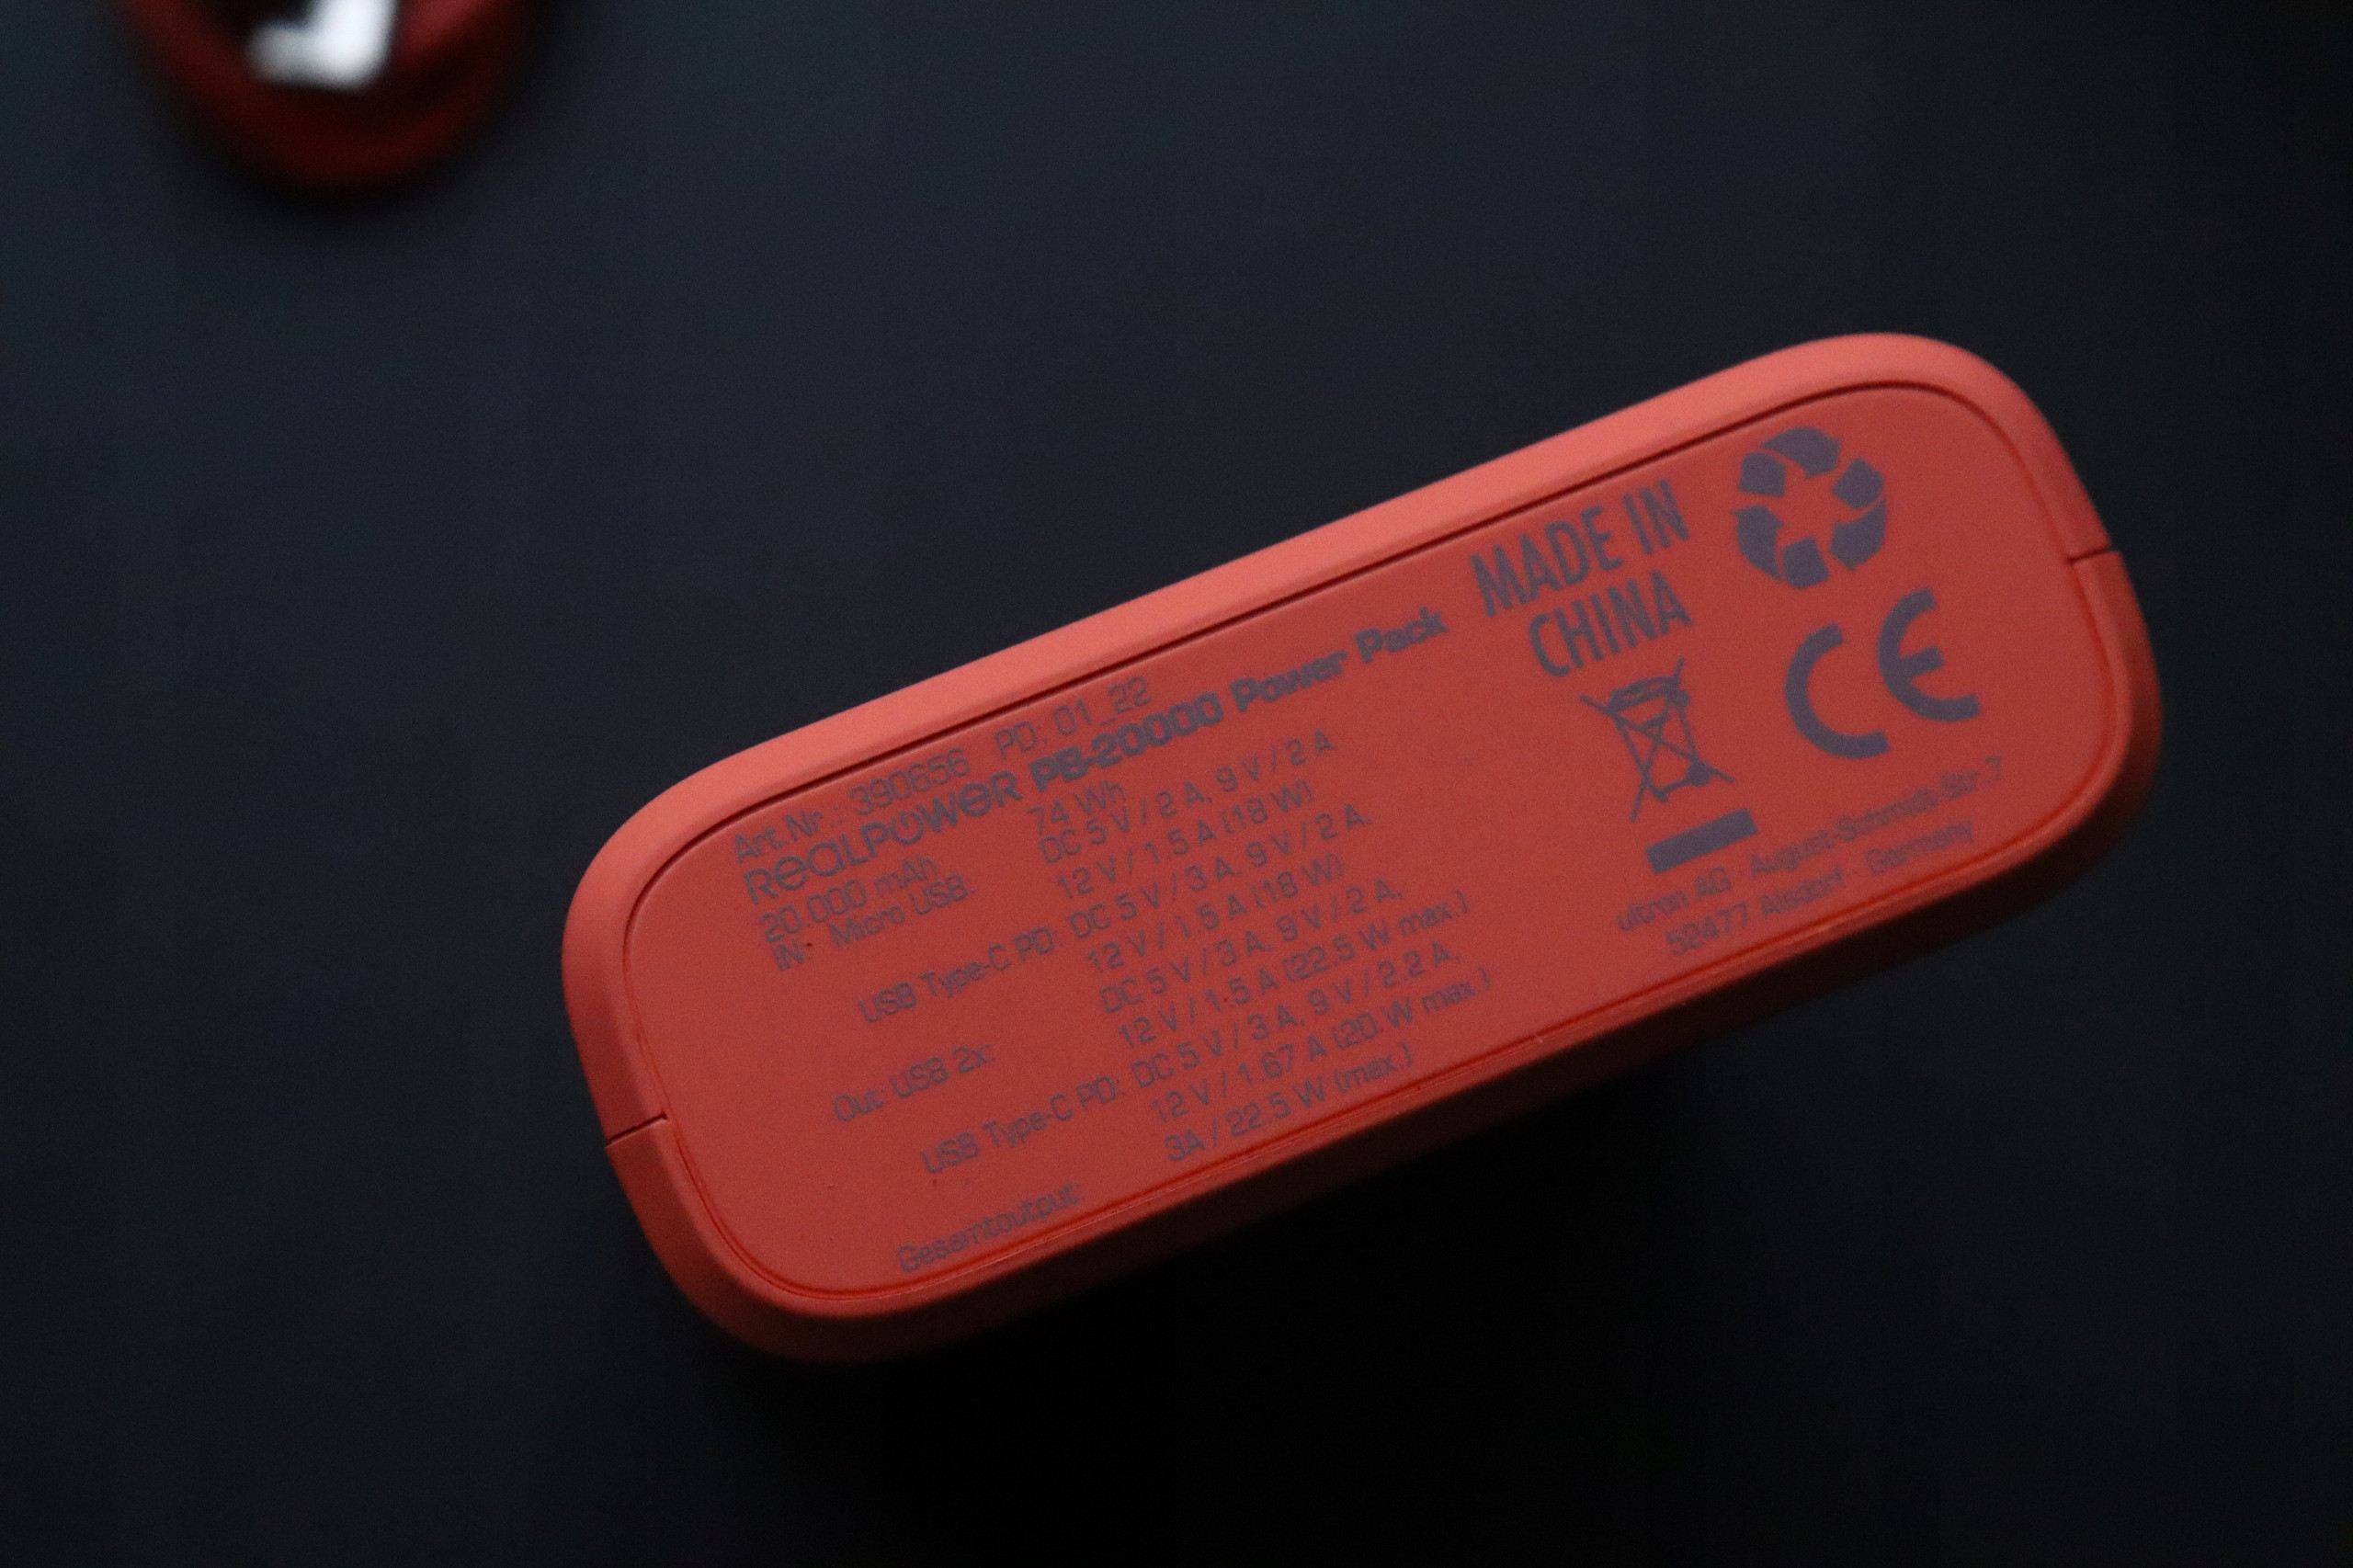 Art.Nr.: 390656 PD: 01_22
REALPOWER PB-20000 Power Pack
20.000 mAh 74 Wh
IN: Micro USB: DC 5 V / 2 A, 9 V / 2 A
12 V / 1.5 A (18 W)
USB Type-C PD: DC 5 V / 3 A, 9 V / 2 A,
12 V / 1.5 A (18 W)
Out: USB 2x: DC 5 V / 3 A, 9 V / 2 A,
12 V / 1.5 A (22.5 W max.)
USB Type-C PD: DC 5 V / 3 A, 9 V / 2.2 A,
12 V / 1.67 A (20 W max.)
Gesamtoutput: 3A / 22.5 W (max.)
MADE IN
CHINA
CE
ultron AG · August-Schmidt-Str. 7
52477 Alsdorf · Germany